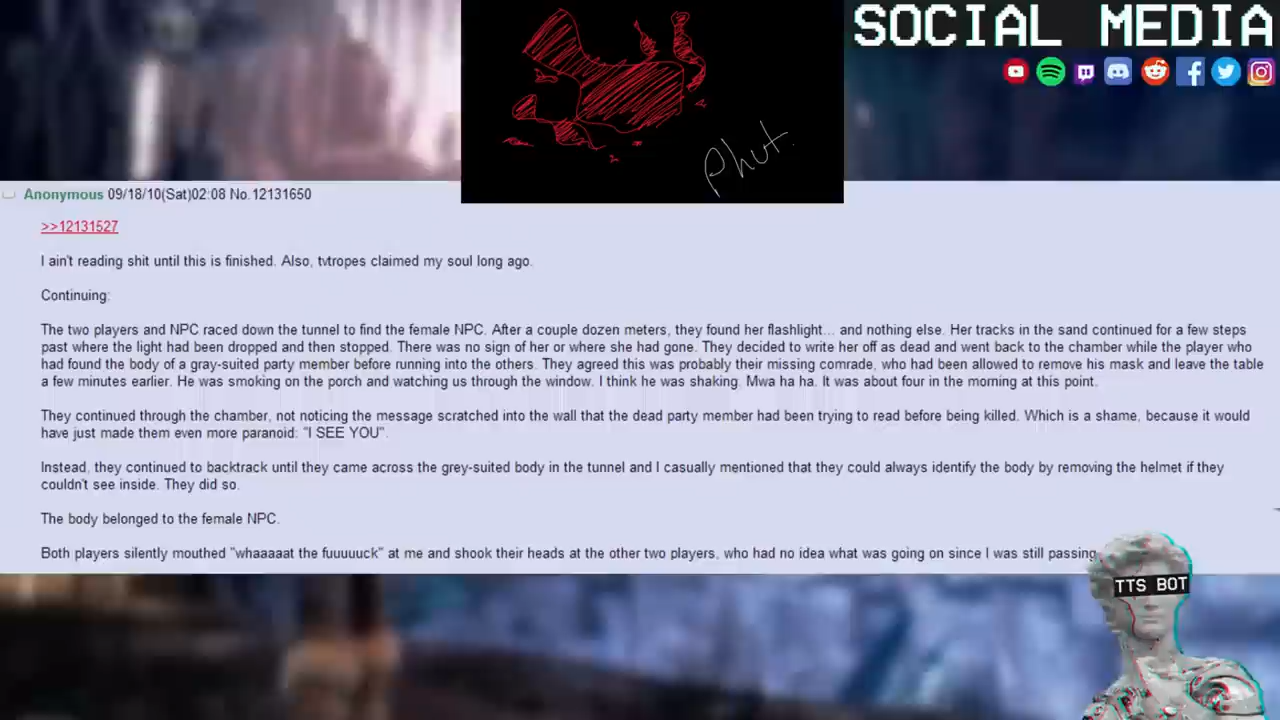 SOCIAL MEDIA
Phut.
Anonymous 09/18/10(Sat)02:08 No.12131650
>>12131527
I ain't reading shit until this is finished. Also, tvtropes claimed my soul long ago.
Continuing:
The two players and NPC raced down the tunnel to find the female NPC. After a couple dozen meters, they found her flashlight... and nothing else. Her tracks in the sand continued for a few steps
past where the light had been dropped and then stopped. There was no sign of her or where she had gone. They decided to write her off as dead and went back to the chamber while the player who
had found the body of a gray-suited party member before running into the others. They agreed this was probably their missing comrade, who had been allowed to remove his mask and leave the table
a few minutes earlier. He was smoking on the porch and watching us through the window. I think he was shaking. Mwa ha ha. It was about four in the morning at this point.
They continued through the chamber, not noticing the message scratched into the wall that the dead party member had been trying to read before being killed. Which is a shame, because it would
have just made them even more paranoid: "I SEE YOU".
Instead, they continued to backtrack until they came across the grey-suited body in the tunnel and I casually mentioned that they could always identify the body by removing the helmet if they
couldn't see inside. They did so.
The body belonged to the female NPC.
Both players silently mouthed "whaaaaat the fuuuuuck" at me and shook their heads at the other two players, who had no idea what was going on since I was still passing
TTS BOT